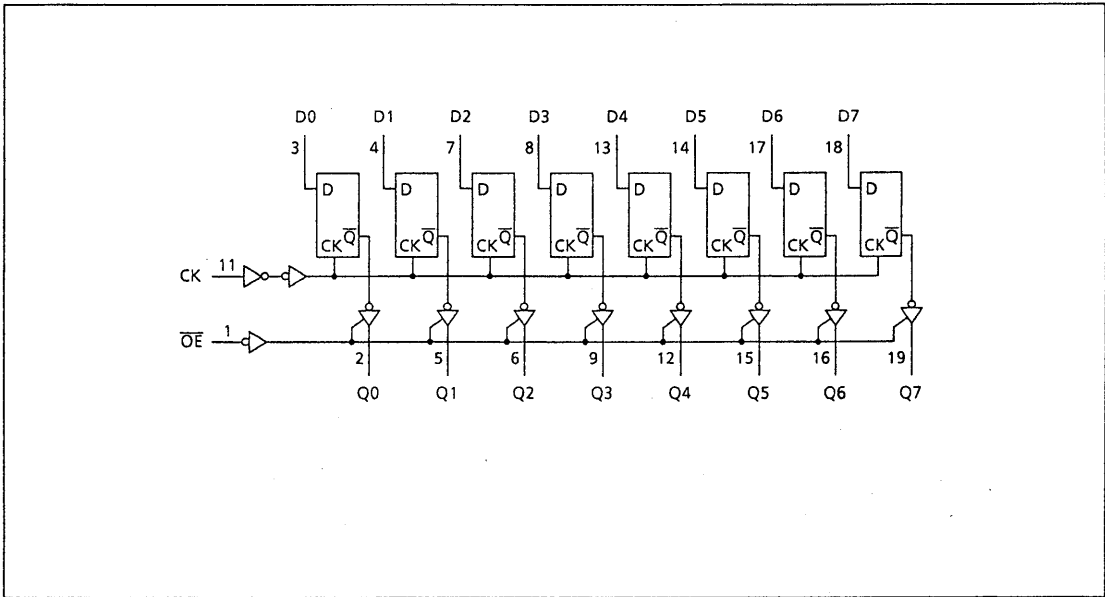 D0 D1 D2 D3 D4 D5 D6 D7
3 4 7 8 13 14 17 18
D D D D D D D D
CK Q̅ CK Q̅ CK Q̅ CK Q̅ CK Q̅ CK Q̅ CK Q̅ CK Q̅
CK 11
O̅E̅ 1
2 5 6 9 12 15 16 19
Q0 Q1 Q2 Q3 Q4 Q5 Q6 Q7